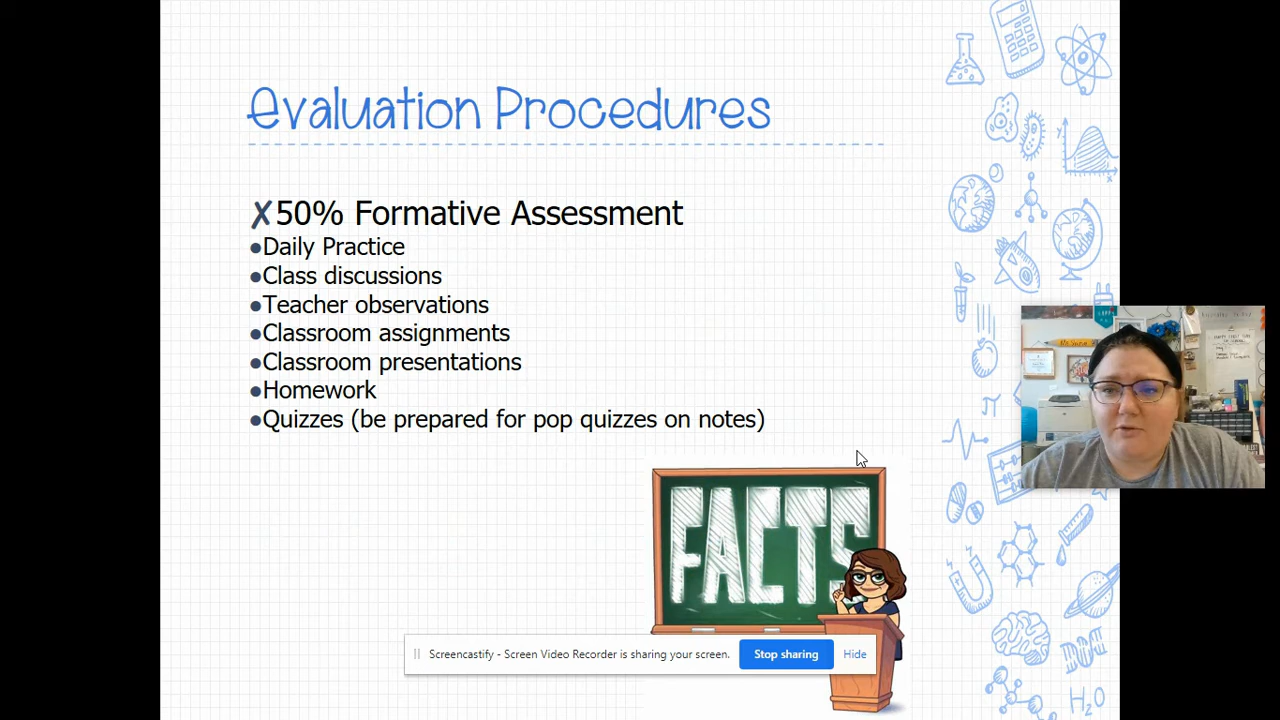 Evaluation Procedures
✗50% Formative Assessment
●Daily Practice
●Class discussions
●Teacher observations
●Classroom assignments
●Classroom presentations
●Homework
●Quizzes (be prepared for pop quizzes on notes)
FACTS
Screencastify - Screen Video Recorder is sharing your screen. Stop sharing Hide
π
H₂O